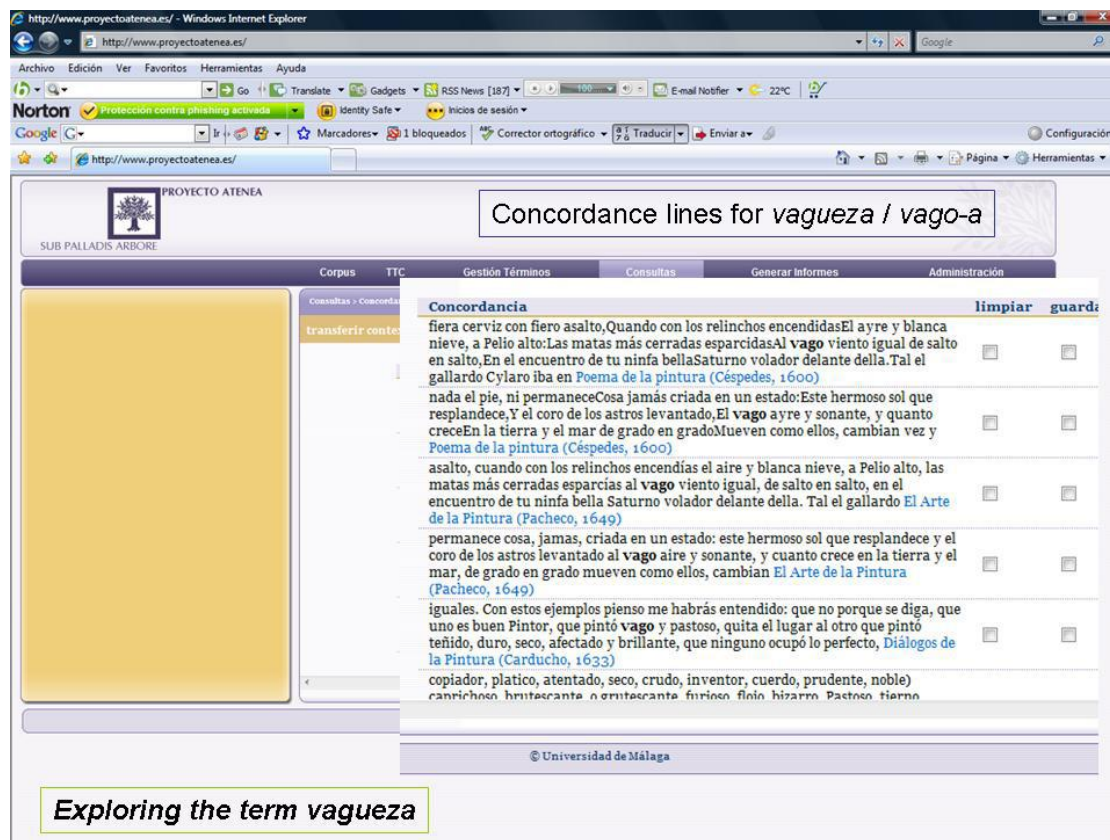 http://www.proyectoatenea.es/ - Windows Internet Explorer
http://www.proyectoatenea.es/
Google
Archivo Edición Ver Favoritos Herramientas Ayuda
Go Translate Gadgets RSS News [187] 100 E-mail Notifier 22°C
Norton Protección contra phishing activada Identity Safe Inicios de sesión
Google G Ir Marcadores 1 bloqueados Corrector ortográfico Traducir Enviar a Configuración
http://www.proyectoatenea.es/ Página Herramientas
PROYECTO ATENEA
SUB PALLADIS ARBORE
Concordance lines for vagueza / vago-a
Corpus TTC Gestión Términos Consultas Generar Informes Administración
Consultas > Concorda
transferir conte
Concordancia limpiar guarda
fiera cerviz con fiero asalto,Quando con los relinchos encendidasEl ayre y blanca
nieve, a Pelio alto:Las matas más cerradas esparcidasAl vago viento igual de salto
en salto,En el encuentro de tu ninfa bellaSaturno volador delante della.Tal el
gallardo Cylaro iba en Poema de la pintura (Céspedes, 1600)
nada el pie, ni permaneceCosa jamás criada en un estado:Este hermoso sol que
resplandece,Y el coro de los astros levantado,El vago ayre y sonante, y quanto
creceEn la tierra y el mar de grado en gradoMueven como ellos, cambian vez y
Poema de la pintura (Céspedes, 1600)
asalto, cuando con los relinchos encendías el aire y blanca nieve, a Pelio alto, las
matas más cerradas esparcías al vago viento igual, de salto en salto, en el
encuentro de tu ninfa bella Saturno volador delante della. Tal el gallardo El Arte
de la Pintura (Pacheco, 1649)
permanece cosa, jamas, criada en un estado: este hermoso sol que resplandece y el
coro de los astros levantado al vago aire y sonante, y cuanto crece en la tierra y el
mar, de grado en grado mueven como ellos, cambian El Arte de la Pintura
(Pacheco, 1649)
iguales. Con estos ejemplos pienso me habrás entendido: que no porque se diga, que
uno es buen Pintor, que pintó vago y pastoso, quita el lugar al otro que pintó
teñido, duro, seco, afectado y brillante, que ninguno ocupó lo perfecto, Diálogos de
la Pintura (Carducho, 1633)
copiador, platico, atentado, seco, crudo, inventor, cuerdo, prudente, noble)
caprichoso, brutescante, o grutescante, furioso, flojo, bizarro, Pastoso, tierno
© Universidad de Málaga
Exploring the term vagueza